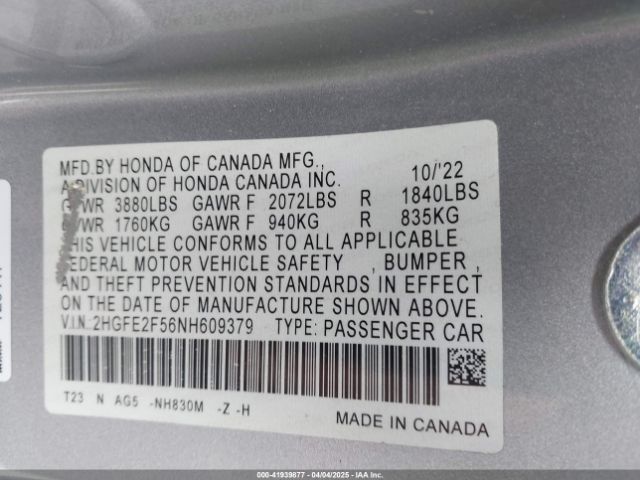 MFD.BY HONDA OF CANADA MFG., 10/'22
A DIVISION OF HONDA CANADA INC.
GVWR 3880LBS GAWR F 2072LBS R 1840LBS
GVWR 1760KG GAWR F 940KG R 835KG
THIS VEHICLE CONFORMS TO ALL APPLICABLE
FEDERAL MOTOR VEHICLE SAFETY , BUMPER ,
AND THEFT PREVENTION STANDARDS IN EFFECT
ON THE DATE OF MANUFACTURE SHOWN ABOVE.
V.I.N: 2HGFE2F56NH609379 TYPE: PASSENGER CAR
T23 N AG5 -NH830M -Z -H
MADE IN CANADA
000-41939877 04/04/2025 IAA Inc.